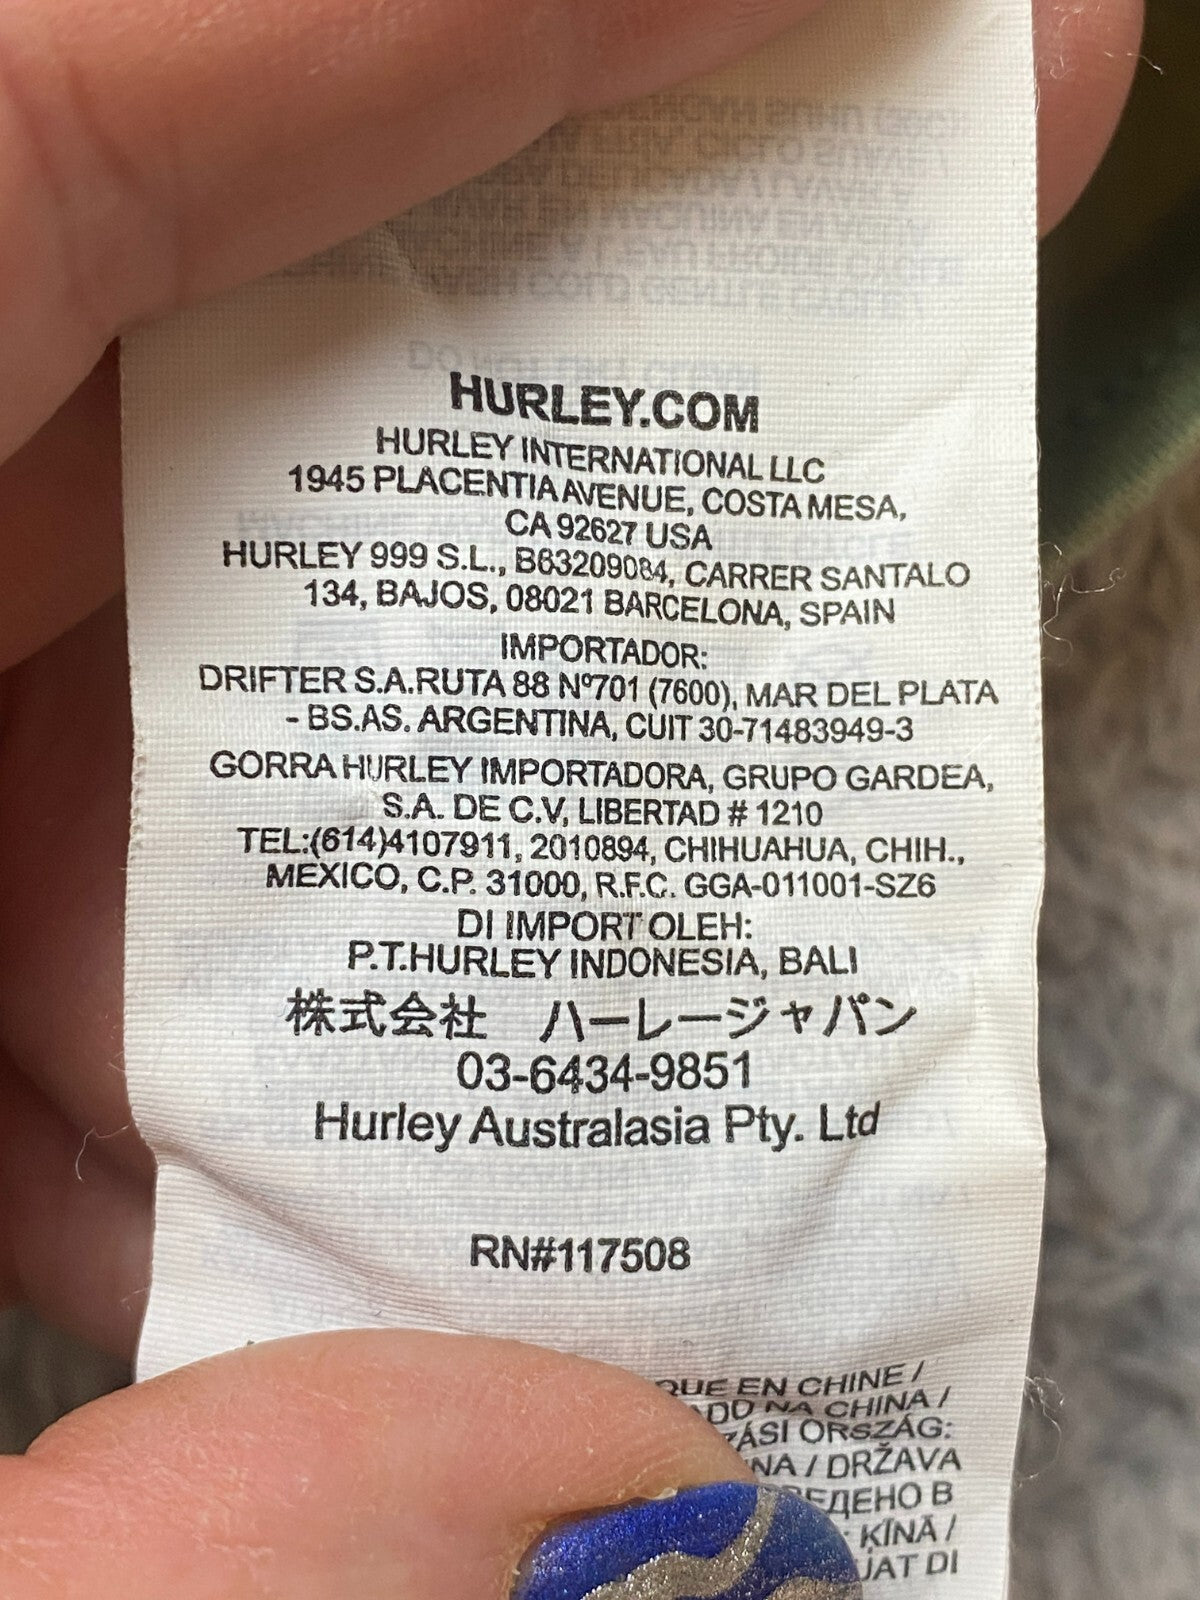 HURLEY.COM
HURLEY INTERNATIONAL LLC
1945 PLACENTIA AVENUE, COSTA MESA,
CA 92627 USA
HURLEY 999 S.L., B63209084, CARRER SANTALO
134, BAJOS, 08021 BARCELONA, SPAIN
IMPORTADOR:
DRIFTER S.A.RUTA 88 Nº701 (7600), MAR DEL PLATA
- BS.AS. ARGENTINA, CUIT 30-71483949-3
GORRA HURLEY IMPORTADORA, GRUPO GARDEA,
S.A. DE C.V, LIBERTAD # 1210
TEL:(614)4107911, 2010894, CHIHUAHUA, CHIH.,
MEXICO, C.P. 31000, R.F.C. GGA-011001-SZ6
DI IMPORT OLEH:
P.T.HURLEY INDONESIA, BALI
株式会社 ハーレージャパン
03-6434-9851
Hurley Australasia Pty. Ltd
RN#117508
EN CHINE /
NA CHINA /
ORSZÁG:
/ DRŽAVA
В
ĶĪNĀ /
DI